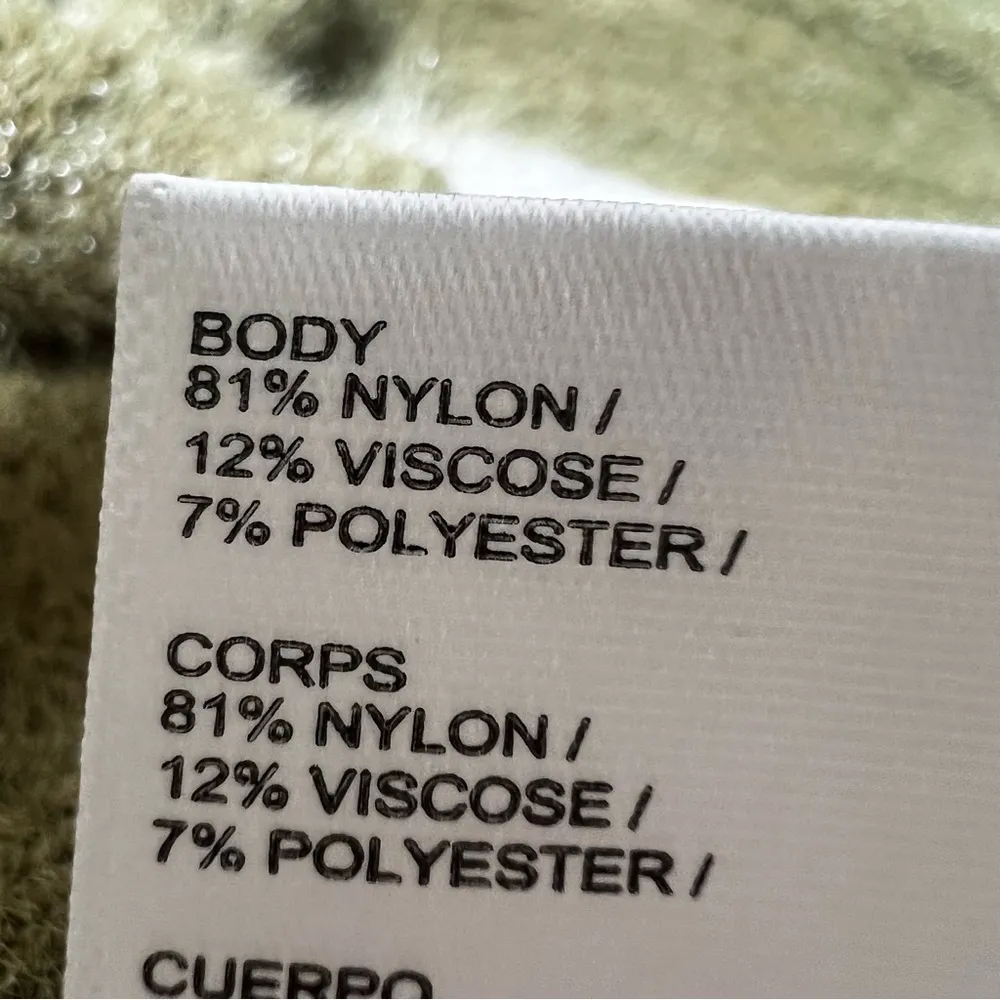 BODY
81% NYLON /
12% VISCOSE /
7% POLYESTER /
CORPS
81% NYLON /
12% VISCOSE /
7% POLYESTER /
CUERPO